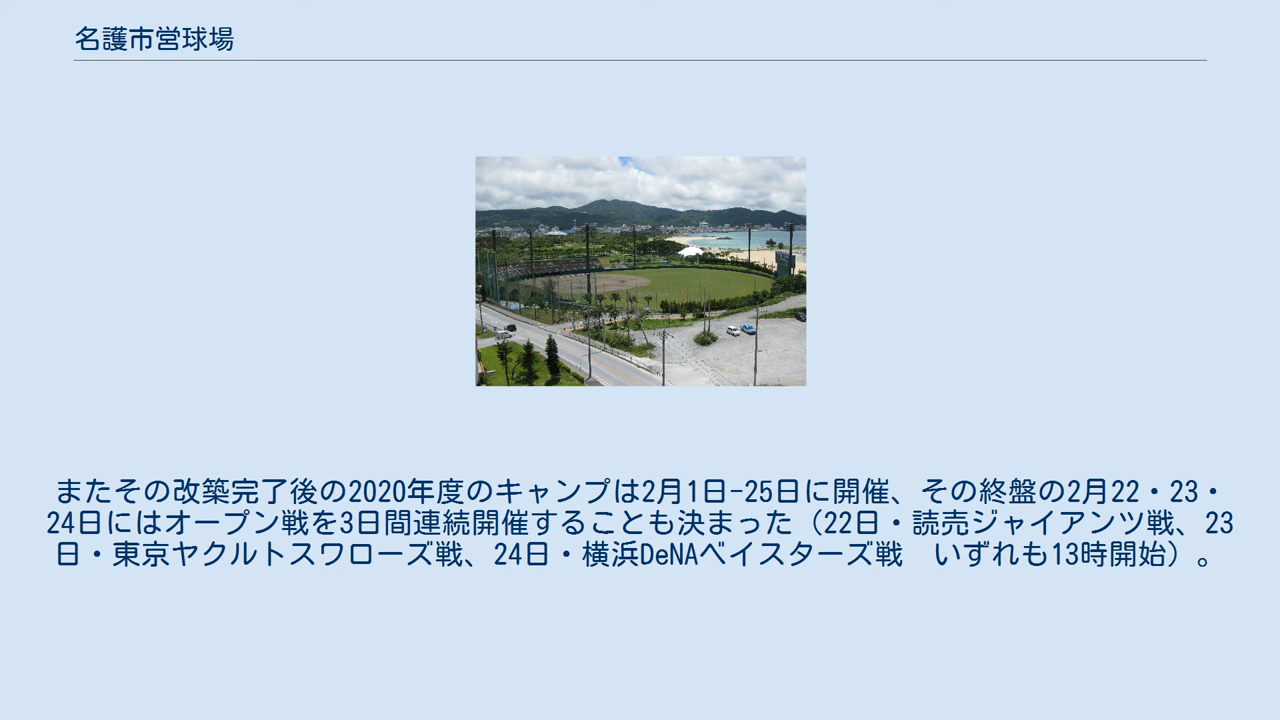 名護市営球場
またその改築完了後の2020年度のキャンプは2月1日-25日に開催、その終盤の2月22・23・
24日にはオープン戦を3日間連続開催することも決まった（22日・読売ジャイアンツ戦、23
日・東京ヤクルトスワローズ戦、24日・横浜DeNAベイスターズ戦　いずれも13時開始）。